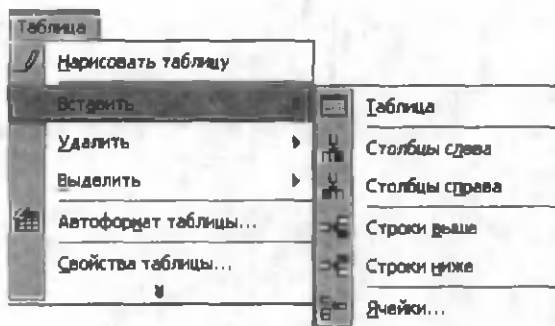 Таблица
Нарисовать таблицу
Вставить
Удалить
Выделить
Автоформат таблицы...
Свойства таблицы...
Таблица
Столбцы слева
Столбцы справа
Строки выше
Строки ниже
Ячейки...